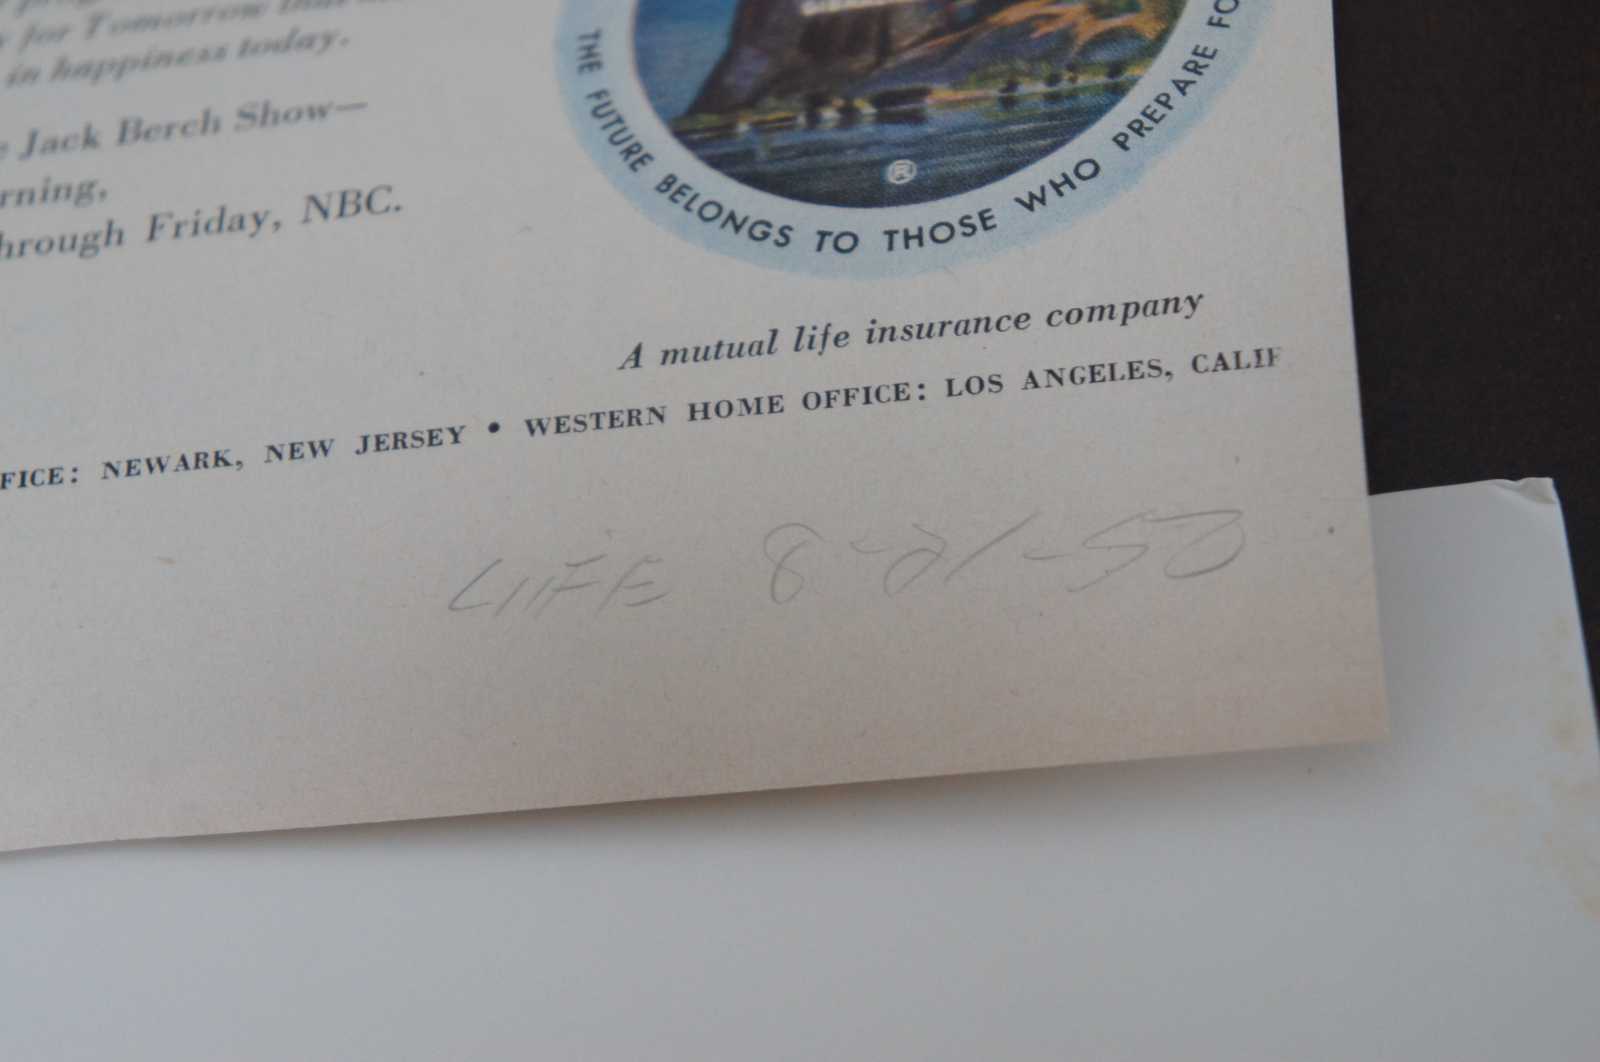 for Tomorrow that
in happiness today.
Jack Berch Show—
rning,
hrough Friday, NBC.
THE FUTURE BELONGS TO THOSE WHO PREPARE FO
®
A mutual life insurance company
FICE: NEWARK, NEW JERSEY • WESTERN HOME OFFICE: LOS ANGELES, CALIF
LIFE 8-21-50